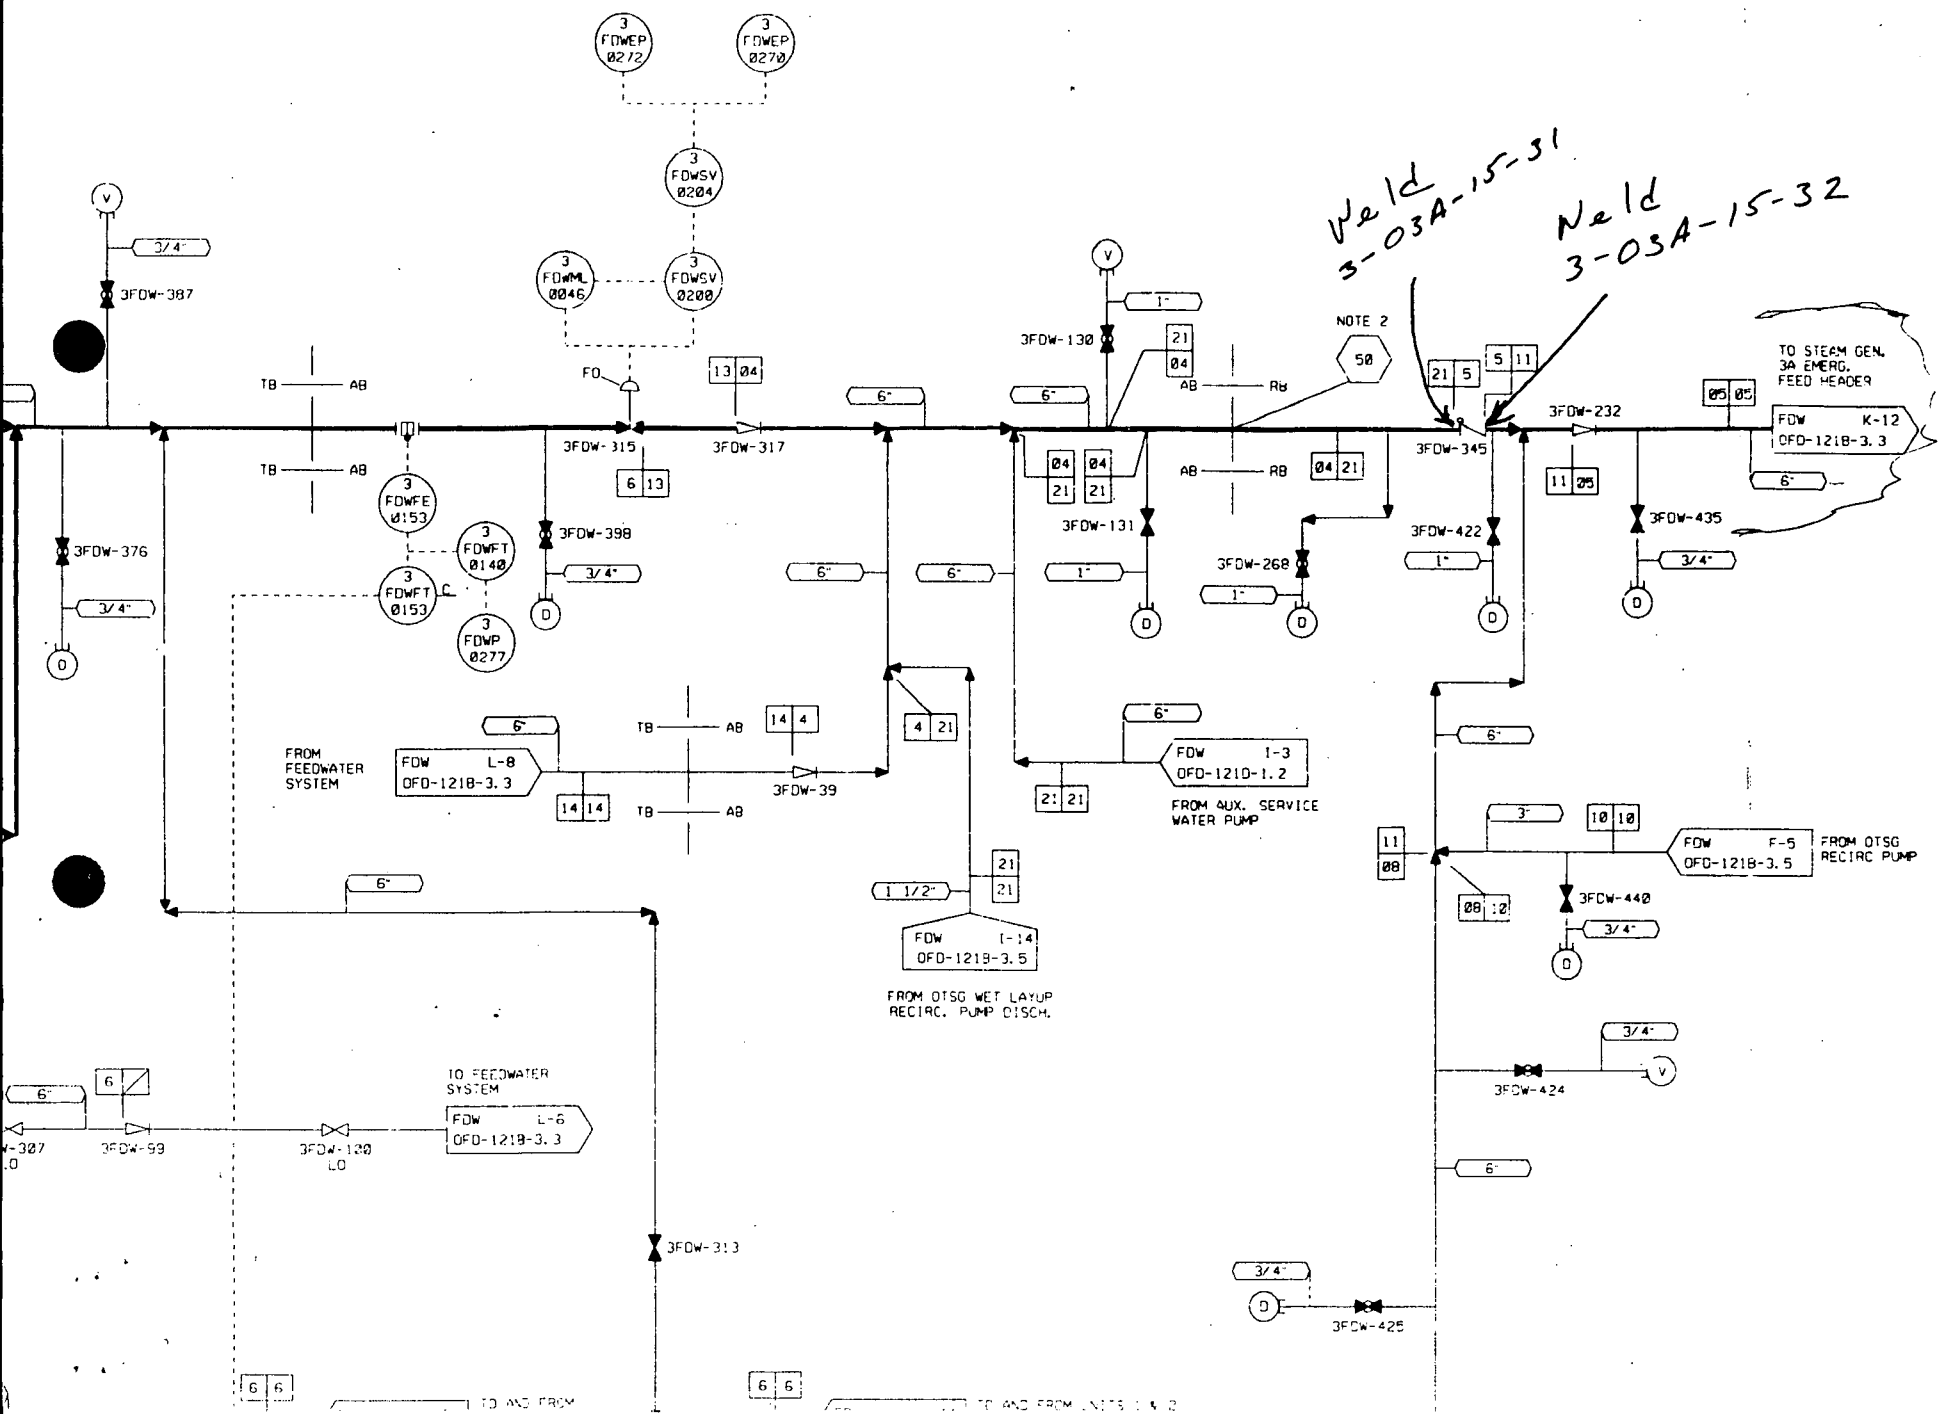 3
FDWEP
0272
3
FDWEP
0270
3
FDWSV
0204
3
FDWML
0046
3
FDWSV
0200
Weld
3-03A-15-31
Weld
3-03A-15-32
V
3/4"
3FDW-387
V
1"
3FDW-130
21
04
NOTE 2
50
TO STEAM GEN.
3A EMERG.
FEED HEADER
FDW K-12
OFD-121B-3.3
TB AB
FO
13 04
6"
6"
AB RB
21 5
5 11
05 05
3FDW-315
3FDW-317
3FDW-345
3FDW-232
TB AB
6 13
04
21
04
21
AB RB
04 21
11 05
6"
3
FDWFE
0153
3
FDWFT
0140
3
FDWFT
0153
C
3
FDWP
0277
3FDW-376
3/4"
D
3FDW-398
3/4"
D
6"
6"
3FDW-131
1"
D
3FDW-268
1"
D
3FDW-422
1"
D
3FDW-435
3/4"
D
FROM
FEEDWATER
SYSTEM
FDW L-8
OFD-121B-3.3
6"
14 14
TB AB
TB AB
14 4
3FDW-39
4 21
6"
FDW I-3
OFD-121D-1.2
21 21
FROM AUX. SERVICE
WATER PUMP
6"
3"
10 10
FDW F-5
OFD-121B-3.5
FROM OTSG
RECIRC PUMP
11
08
08 10
3FDW-440
3/4"
D
6"
21
21
1 1/2"
FDW I-14
OFD-121B-3.5
FROM OTSG WET LAYUP
RECIRC. PUMP DISCH.
3/4"
3FDW-424
V
6"
6
TO FEEDWATER
SYSTEM
FDW L-6
OFD-121B-3.3
W-307
LO
3FDW-99
3FDW-100
LO
6"
3FDW-313
3/4"
D
3FDW-425
6 6
TO AND FROM
6 6
FDW
TO AND FROM UNITS 1 & 2